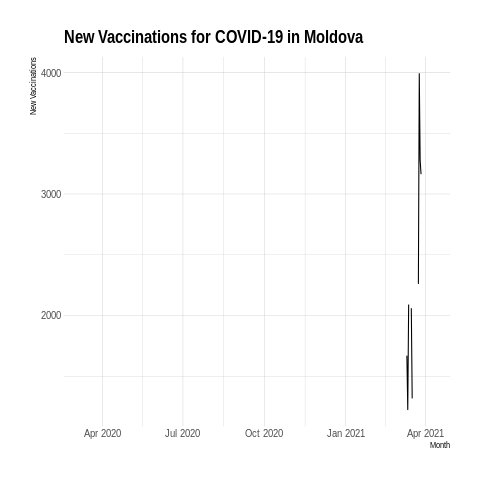 New Vaccinations for COVID-19 in Moldova
New Vaccinations
4000
3000
2000
Apr 2020 Jul 2020 Oct 2020 Jan 2021 Apr 2021
Month